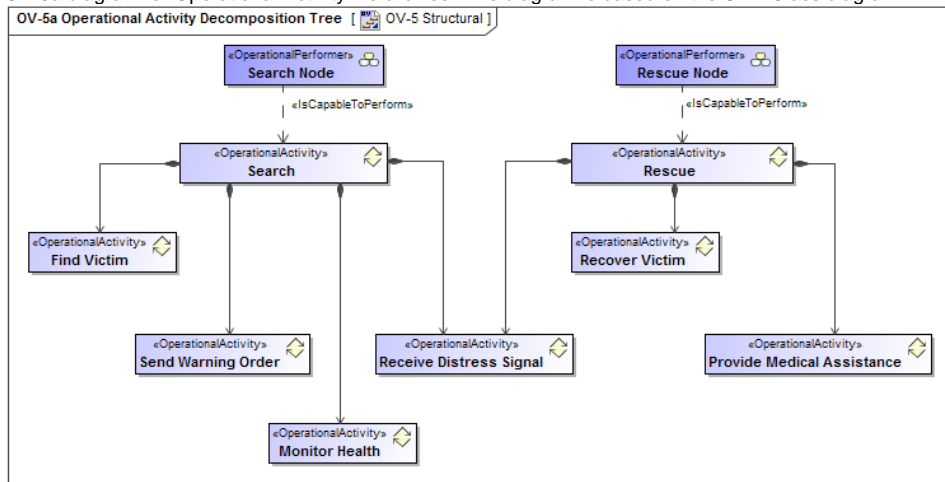 OV-5a Operational Activity Decomposition Tree [ OV-5 Structural ]
«OperationalPerformer»
Search Node
«OperationalPerformer»
Rescue Node
«IsCapableToPerform»
«IsCapableToPerform»
«OperationalActivity»
Search
«OperationalActivity»
Rescue
«OperationalActivity»
Find Victim
«OperationalActivity»
Recover Victim
«OperationalActivity»
Send Warning Order
«OperationalActivity»
Receive Distress Signal
«OperationalActivity»
Provide Medical Assistance
«OperationalActivity»
Monitor Health